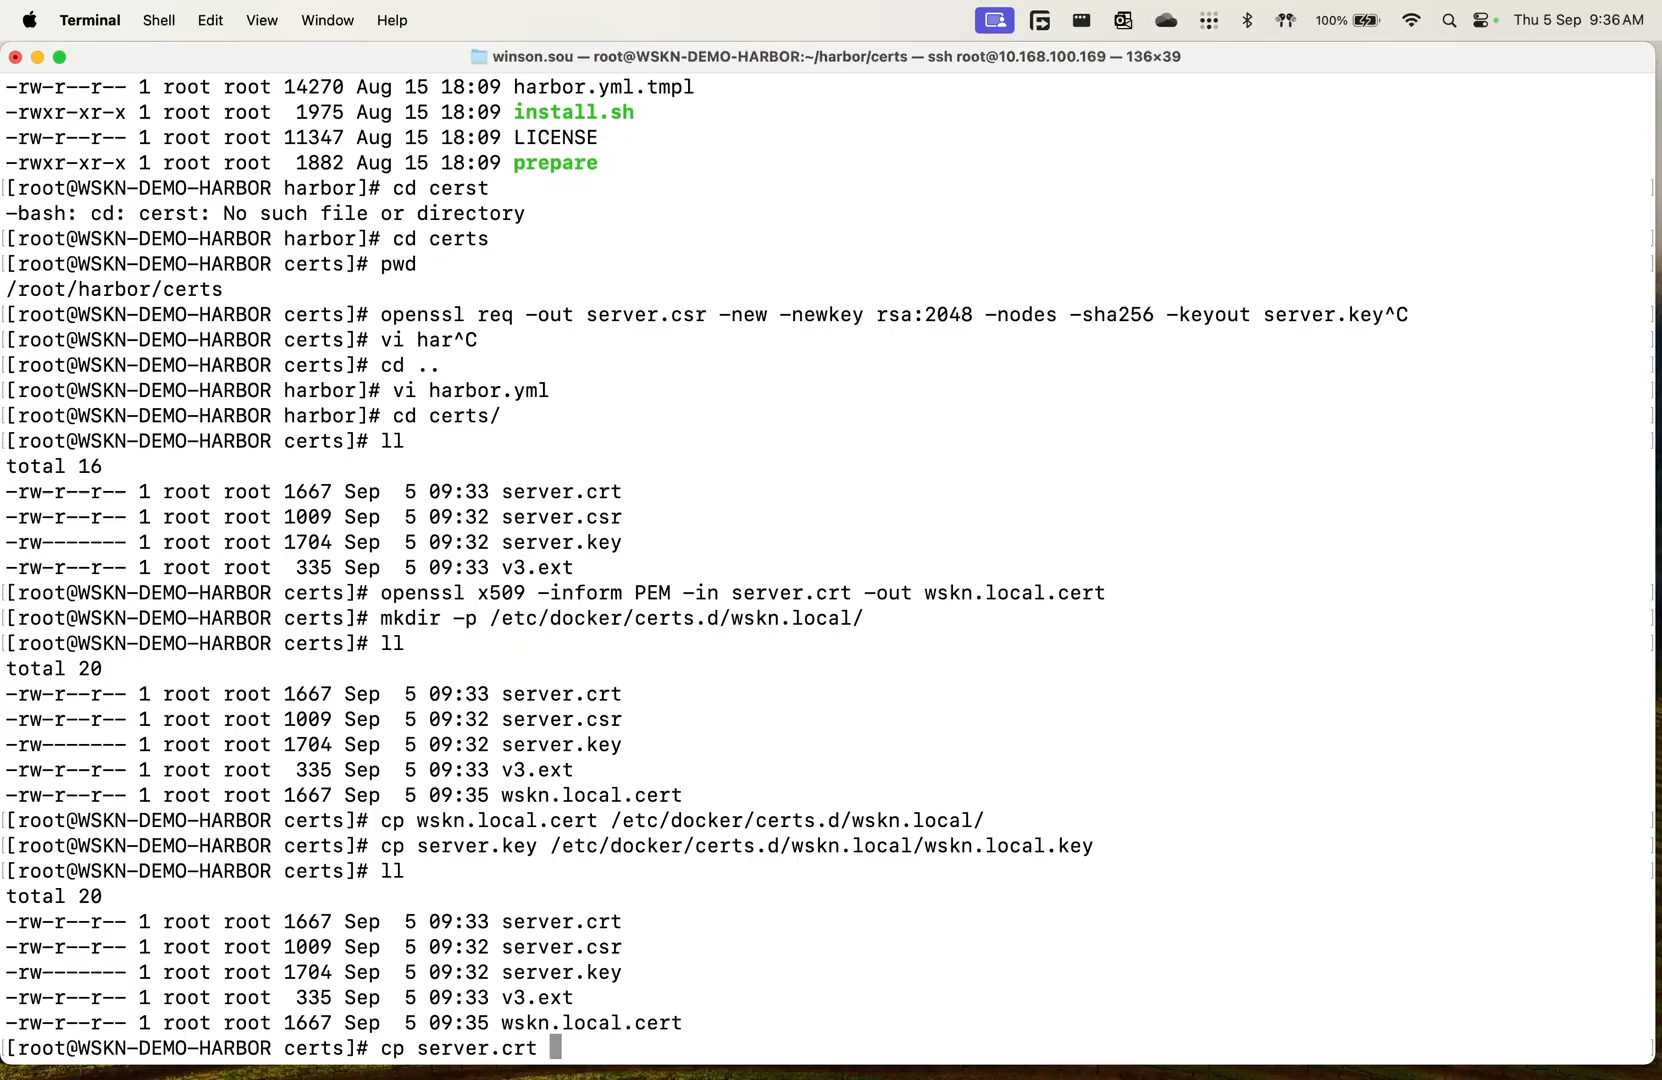 Terminal Shell Edit View Window Help 100% Thu 5 Sep 9:36 AM
winson.sou — root@WSKN-DEMO-HARBOR:~/harbor/certs — ssh root@10.168.100.169 — 136×39
-rw-r--r-- 1 root root 14270 Aug 15 18:09 harbor.yml.tmpl
-rwxr-xr-x 1 root root  1975 Aug 15 18:09 install.sh
-rw-r--r-- 1 root root 11347 Aug 15 18:09 LICENSE
-rwxr-xr-x 1 root root  1882 Aug 15 18:09 prepare
[root@WSKN-DEMO-HARBOR harbor]# cd cerst
-bash: cd: cerst: No such file or directory
[root@WSKN-DEMO-HARBOR harbor]# cd certs
[root@WSKN-DEMO-HARBOR certs]# pwd
/root/harbor/certs
[root@WSKN-DEMO-HARBOR certs]# openssl req -out server.csr -new -newkey rsa:2048 -nodes -sha256 -keyout server.key^C
[root@WSKN-DEMO-HARBOR certs]# vi har^C
[root@WSKN-DEMO-HARBOR certs]# cd ..
[root@WSKN-DEMO-HARBOR harbor]# vi harbor.yml
[root@WSKN-DEMO-HARBOR harbor]# cd certs/
[root@WSKN-DEMO-HARBOR certs]# ll
total 16
-rw-r--r-- 1 root root 1667 Sep  5 09:33 server.crt
-rw-r--r-- 1 root root 1009 Sep  5 09:32 server.csr
-rw------- 1 root root 1704 Sep  5 09:32 server.key
-rw-r--r-- 1 root root  335 Sep  5 09:33 v3.ext
[root@WSKN-DEMO-HARBOR certs]# openssl x509 -inform PEM -in server.crt -out wskn.local.cert
[root@WSKN-DEMO-HARBOR certs]# mkdir -p /etc/docker/certs.d/wskn.local/
[root@WSKN-DEMO-HARBOR certs]# ll
total 20
-rw-r--r-- 1 root root 1667 Sep  5 09:33 server.crt
-rw-r--r-- 1 root root 1009 Sep  5 09:32 server.csr
-rw------- 1 root root 1704 Sep  5 09:32 server.key
-rw-r--r-- 1 root root  335 Sep  5 09:33 v3.ext
-rw-r--r-- 1 root root 1667 Sep  5 09:35 wskn.local.cert
[root@WSKN-DEMO-HARBOR certs]# cp wskn.local.cert /etc/docker/certs.d/wskn.local/
[root@WSKN-DEMO-HARBOR certs]# cp server.key /etc/docker/certs.d/wskn.local/wskn.local.key
[root@WSKN-DEMO-HARBOR certs]# ll
total 20
-rw-r--r-- 1 root root 1667 Sep  5 09:33 server.crt
-rw-r--r-- 1 root root 1009 Sep  5 09:32 server.csr
-rw------- 1 root root 1704 Sep  5 09:32 server.key
-rw-r--r-- 1 root root  335 Sep  5 09:33 v3.ext
-rw-r--r-- 1 root root 1667 Sep  5 09:35 wskn.local.cert
[root@WSKN-DEMO-HARBOR certs]# cp server.crt